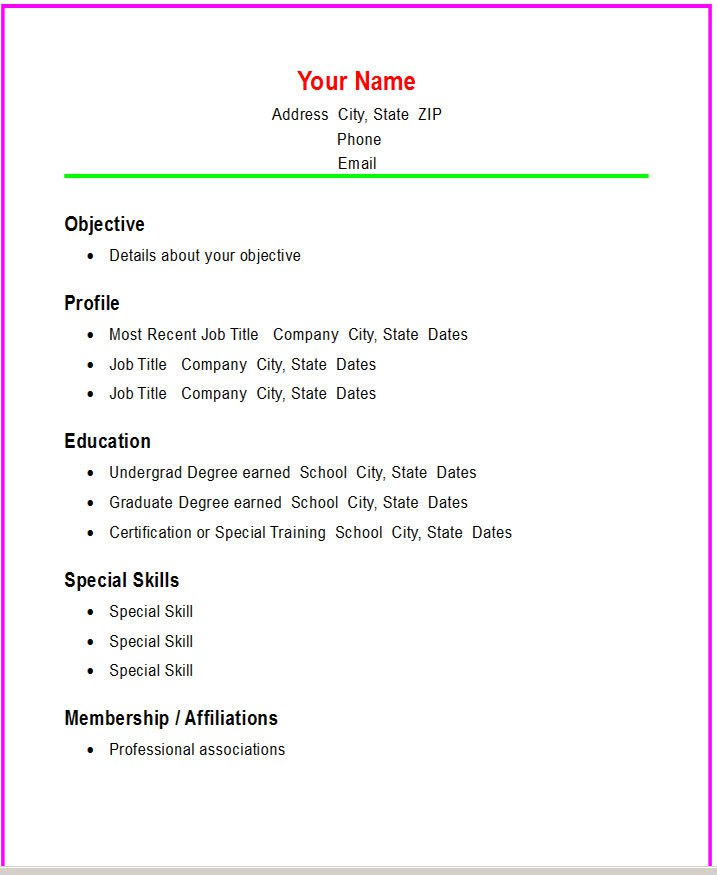 Your Name
Address City, State ZIP
Phone
Email
Objective
• Details about your objective
Profile
• Most Recent Job Title Company City, State Dates
• Job Title Company City, State Dates
• Job Title Company City, State Dates
Education
• Undergrad Degree earned School City, State Dates
• Graduate Degree earned School City, State Dates
• Certification or Special Training School City, State Dates
Special Skills
• Special Skill
• Special Skill
• Special Skill
Membership / Affiliations
• Professional associations